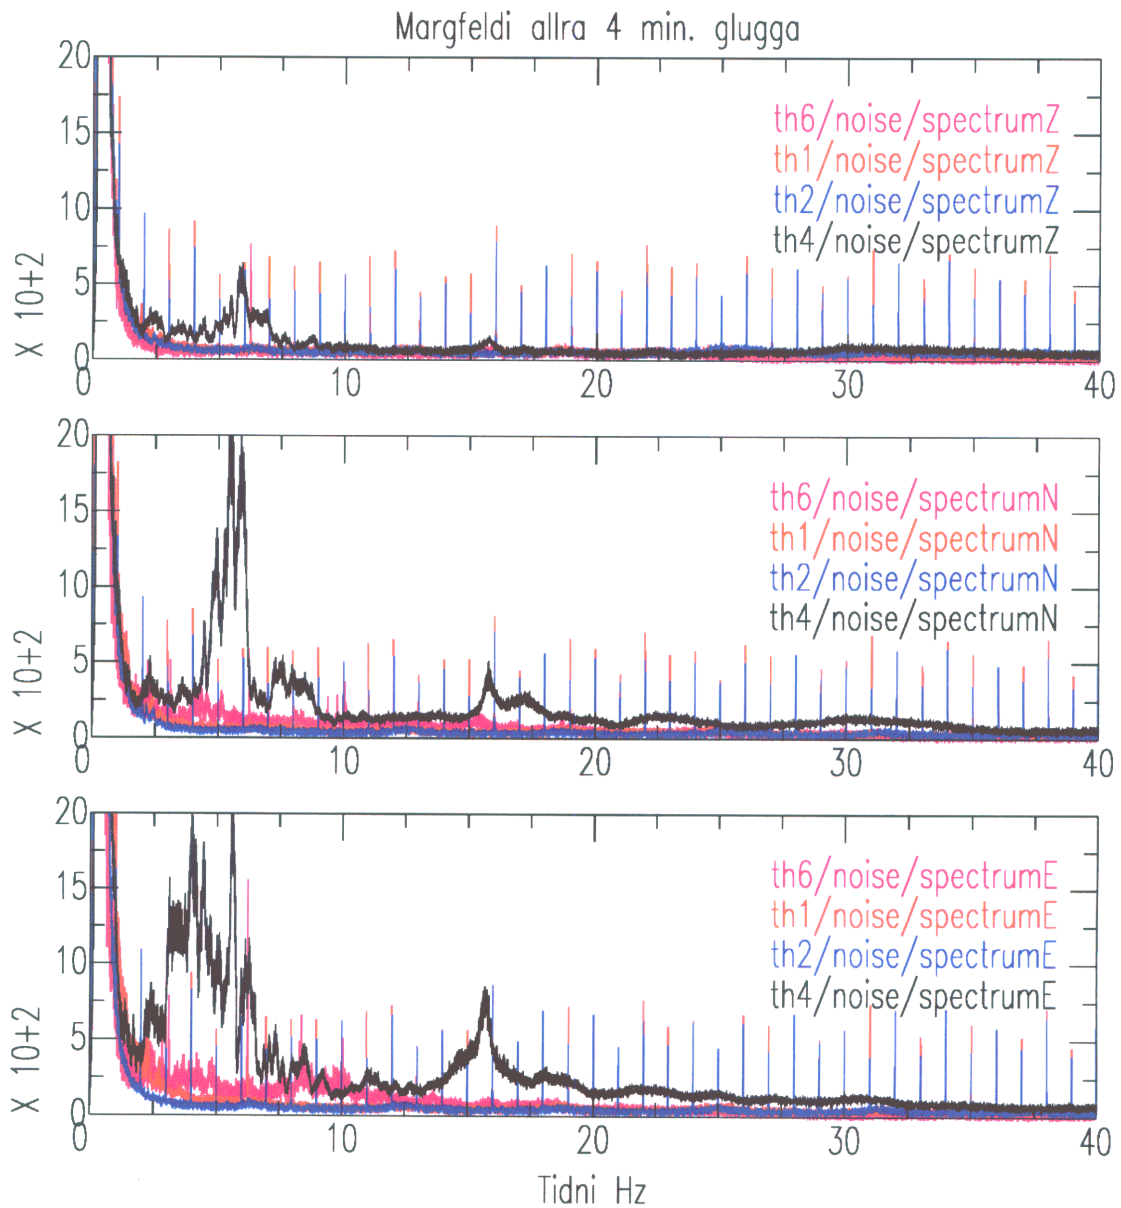 Margfeldi allra 4 min. glugga
20
15
10
5
0
X 10+2
th6/noise/spectrumZ
th1/noise/spectrumZ
th2/noise/spectrumZ
th4/noise/spectrumZ
0 10 20 30 40
20
15
10
5
0
X 10+2
th6/noise/spectrumN
th1/noise/spectrumN
th2/noise/spectrumN
th4/noise/spectrumN
0 10 20 30 40
20
15
10
5
0
X 10+2
th6/noise/spectrumE
th1/noise/spectrumE
th2/noise/spectrumE
th4/noise/spectrumE
0 10 20 30 40
Tidni Hz